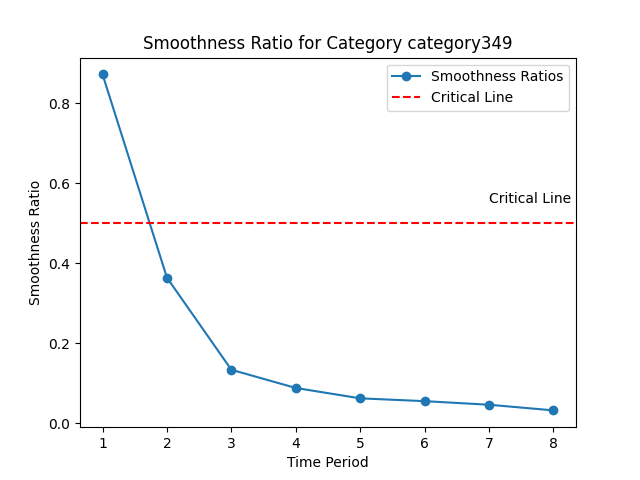 Smoothness Ratio for Category category349
Smoothness Ratios
Critical Line
Critical Line
Smoothness Ratio
0.8
0.6
0.4
0.2
0.0
1 2 3 4 5 6 7 8
Time Period